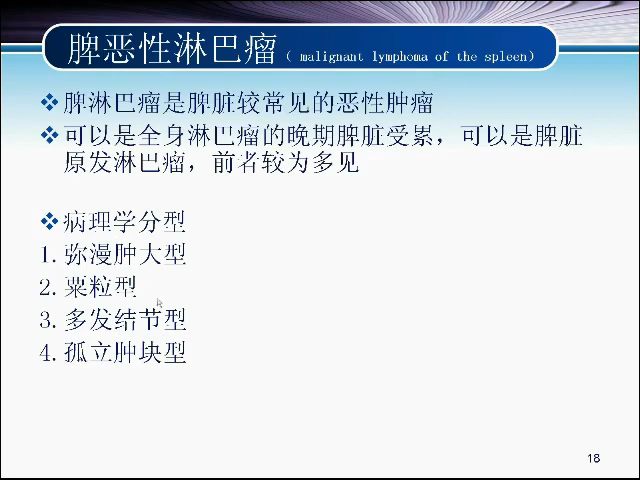 脾恶性淋巴瘤( malignant lymphoma of the spleen)
❖脾淋巴瘤是脾脏较常见的恶性肿瘤
❖可以是全身淋巴瘤的晚期脾脏受累，可以是脾脏
原发淋巴瘤，前者较为多见
❖病理学分型
1.弥漫肿大型
2.粟粒型
3.多发结节型
4.孤立肿块型
18